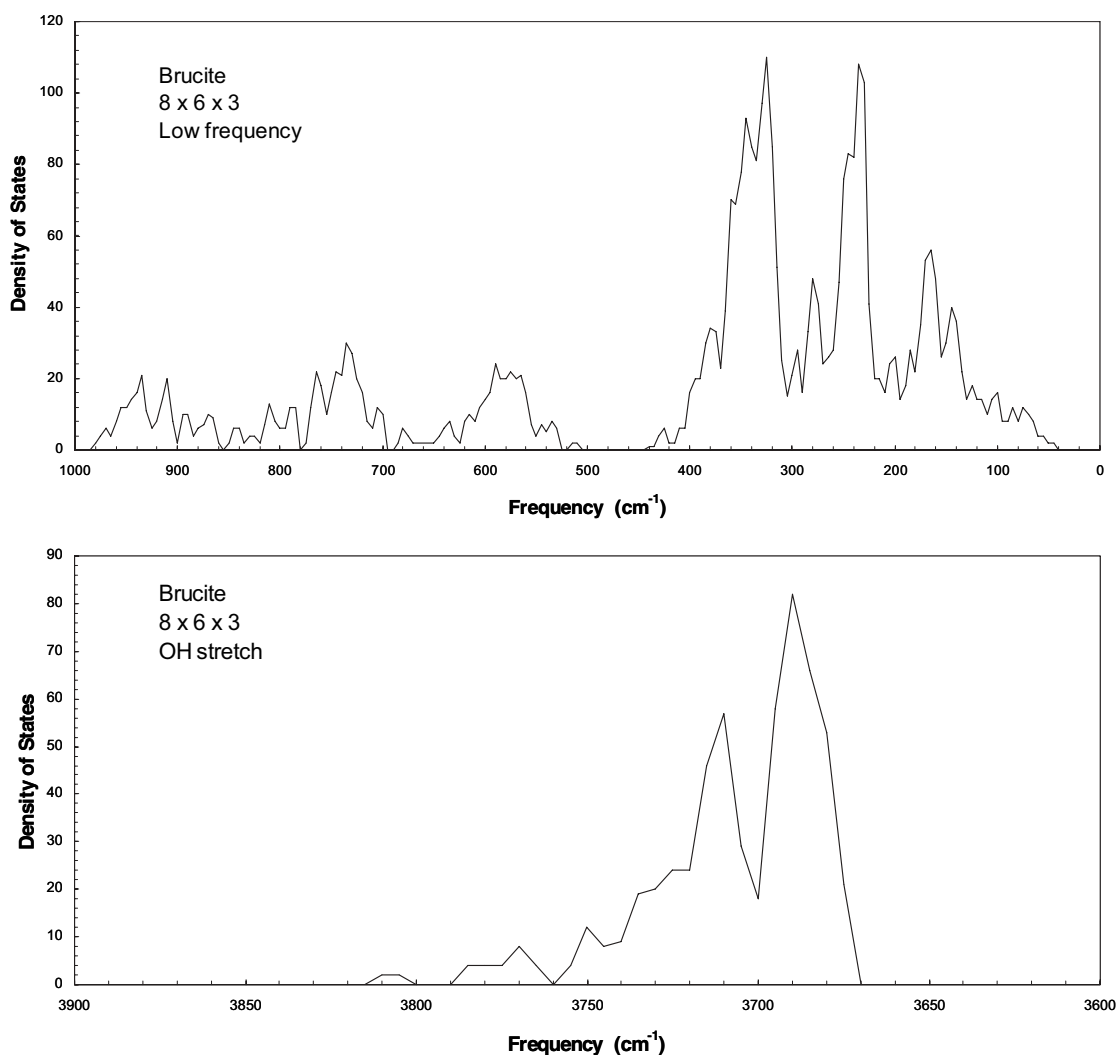 120
100
80
60
40
20
0
Density of States
Brucite
8 x 6 x 3
Low frequency
1000 900 800 700 600 500 400 300 200 100 0
Frequency (cm-1)
90
80
70
60
50
40
30
20
10
0
Density of States
Brucite
8 x 6 x 3
OH stretch
3900 3850 3800 3750 3700 3650 3600
Frequency (cm-1)